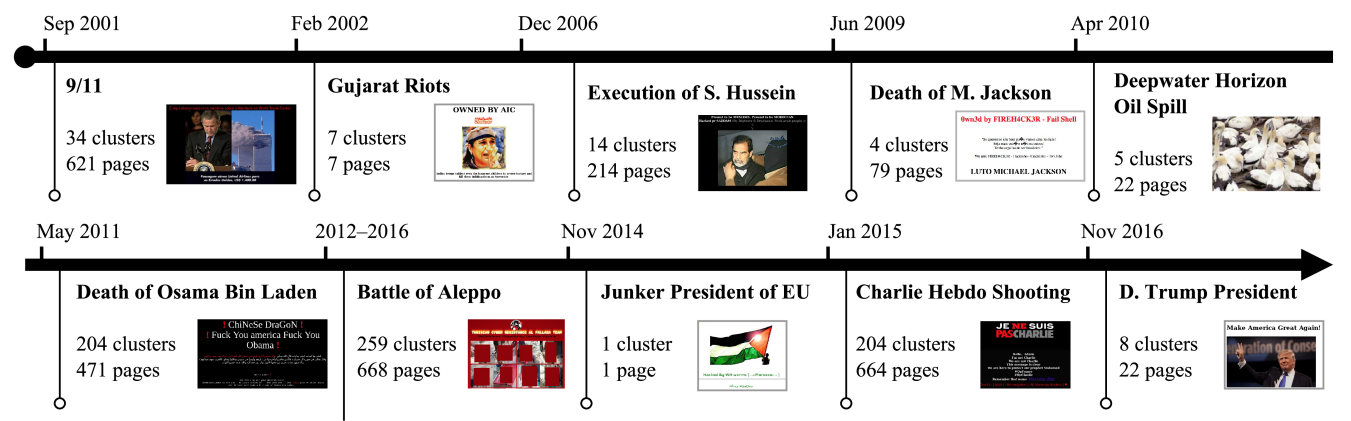 Sep 2001
Feb 2002
Dec 2006
Jun 2009
Apr 2010
9/11
34 clusters
621 pages
Gujarat Riots
7 clusters
7 pages
OWNED BY AIC
Execution of S. Hussein
14 clusters
214 pages
Death of M. Jackson
4 clusters
79 pages
0wn3d by FIREH4CK3R - Fail Shell
LUTO MICHAEL JACKSON
Deepwater Horizon
Oil Spill
5 clusters
22 pages
May 2011
2012–2016
Nov 2014
Jan 2015
Nov 2016
Death of Osama Bin Laden
204 clusters
471 pages
! ChiNeSe DraGoN !
! Fuck You america Fuck You
Obama !
Battle of Aleppo
259 clusters
668 pages
Junker President of EU
1 cluster
1 page
Charlie Hebdo Shooting
204 clusters
664 pages
JE NE SUIS
PASCHARLIE
D. Trump President
8 clusters
22 pages
Make America Great Again!